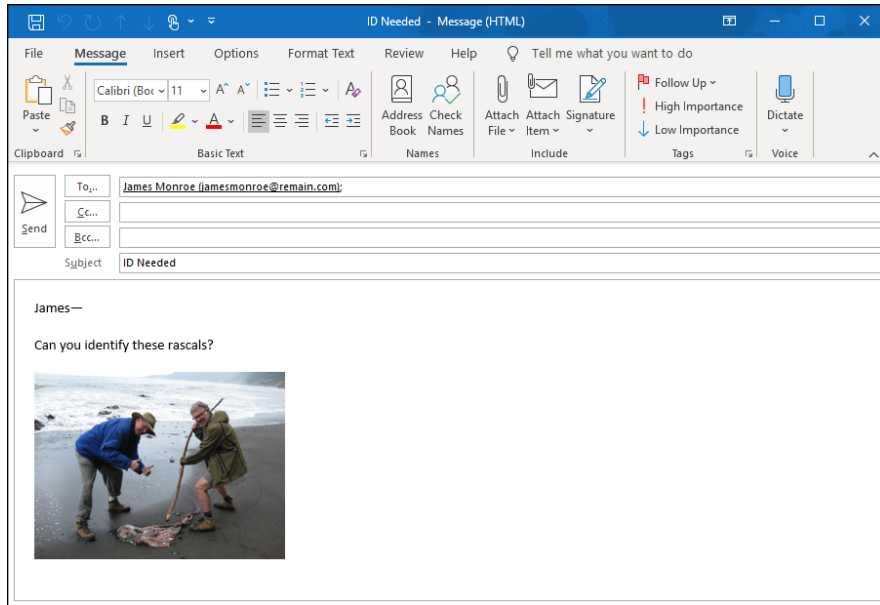 ID Needed - Message (HTML)
File Message Insert Options Format Text Review Help Tell me what you want to do
Calibri (Boc 11 A^ A˅ Follow Up
Paste B I U A Address Check Attach Attach Signature High Importance Dictate
Book Names File Item Low Importance
Clipboard Basic Text Names Include Tags Voice
To... James Monroe (jamesmonroe@remain.com);
Cc...
Send
Bcc...
Subject ID Needed
James—
Can you identify these rascals?